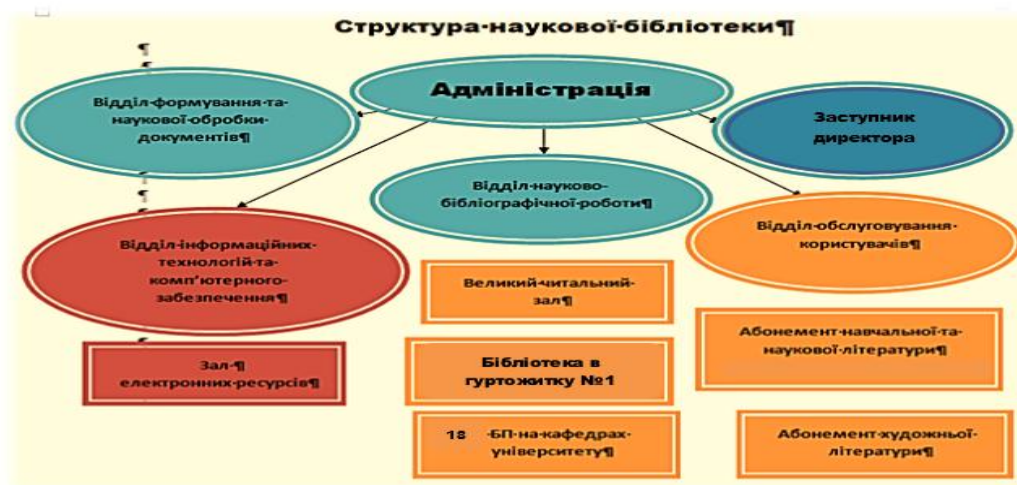 Структура·наукової·бібліотеки¶
¶
¶
Адміністрація
Відділ·формування·та·
наукової·обробки·
документів¶
Заступник
директора
¶
¶
¶
Відділ·науково-
бібліографічної·роботи¶
Відділ·інформаційних·
технологій·та·
комп’ютерного·
забезпечення¶
Відділ·обслуговування·
користувачів¶
Великий·читальний·
зал¶
Абонемент·навчальної·та·
наукової·літератури¶
¶
Зал·¶
електронних·ресурсів¶
Бібліотека в
гуртожитку №1
18 ·БП·на·кафедрах·
університету¶
Абонемент·художньої·
літератури¶